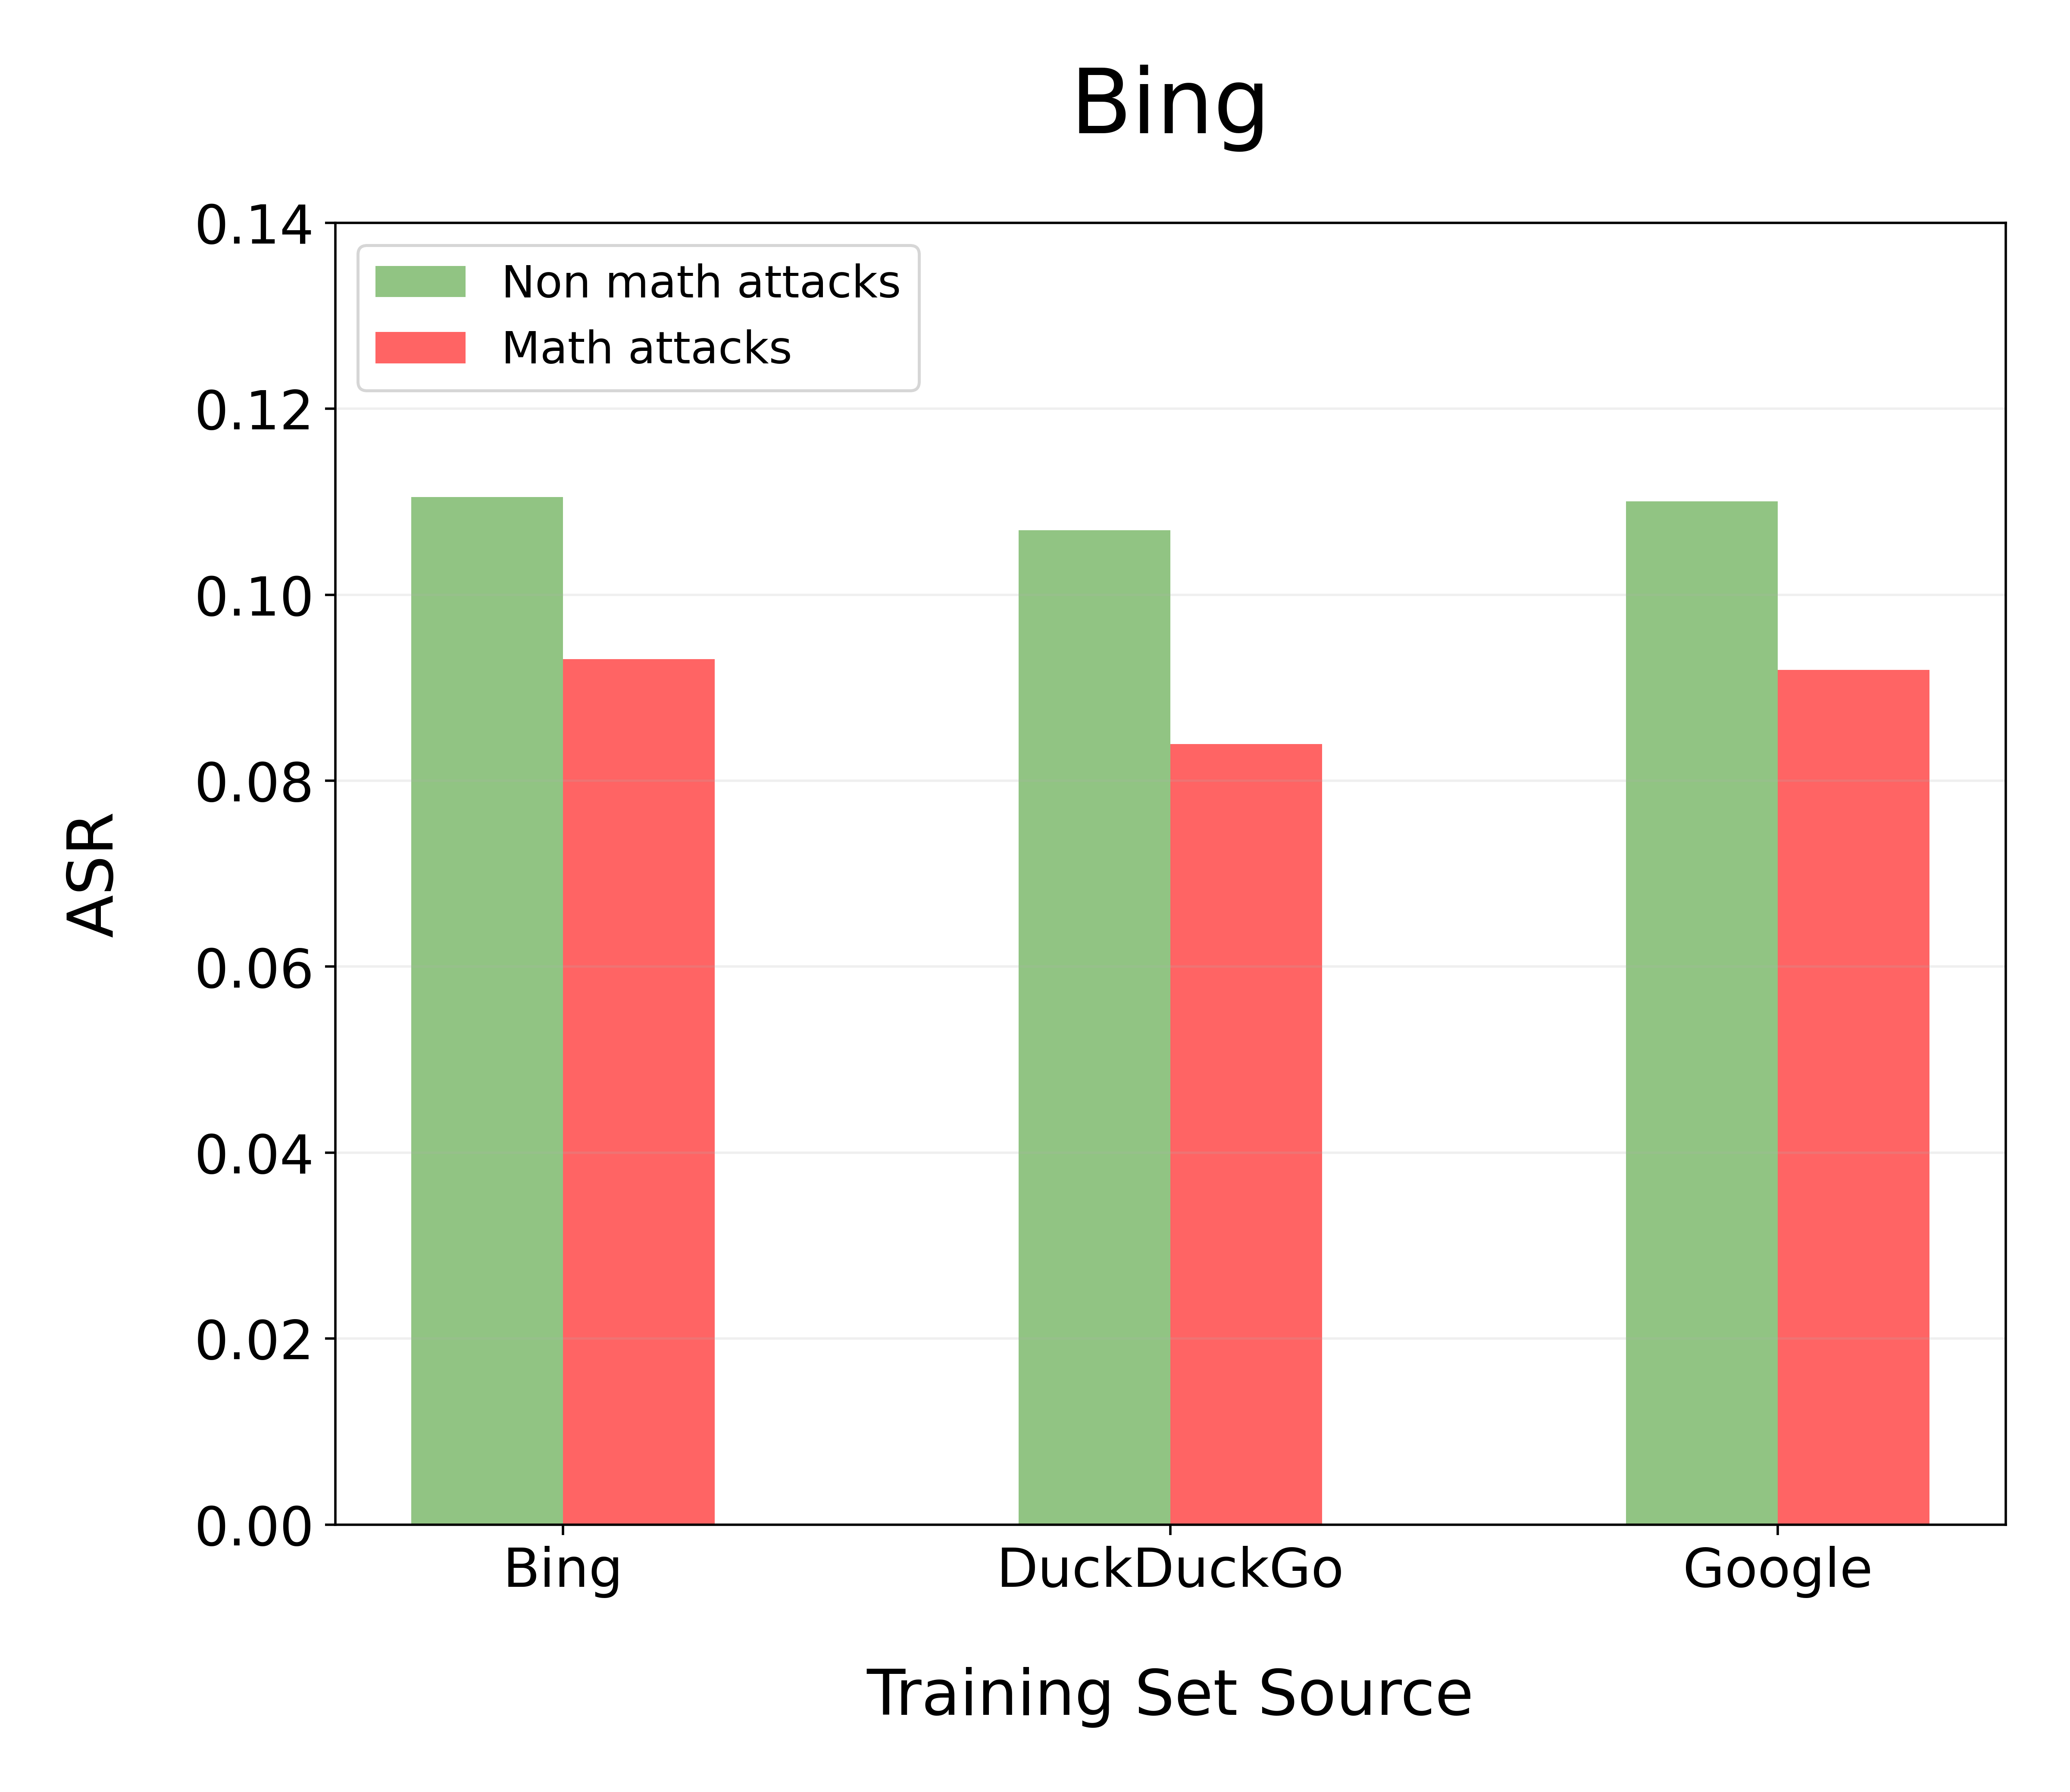 Bing
0.14
0.12
0.10
0.08
0.06
0.04
0.02
0.00
ASR
Non math attacks
Math attacks
Bing
DuckDuckGo
Google
Training Set Source